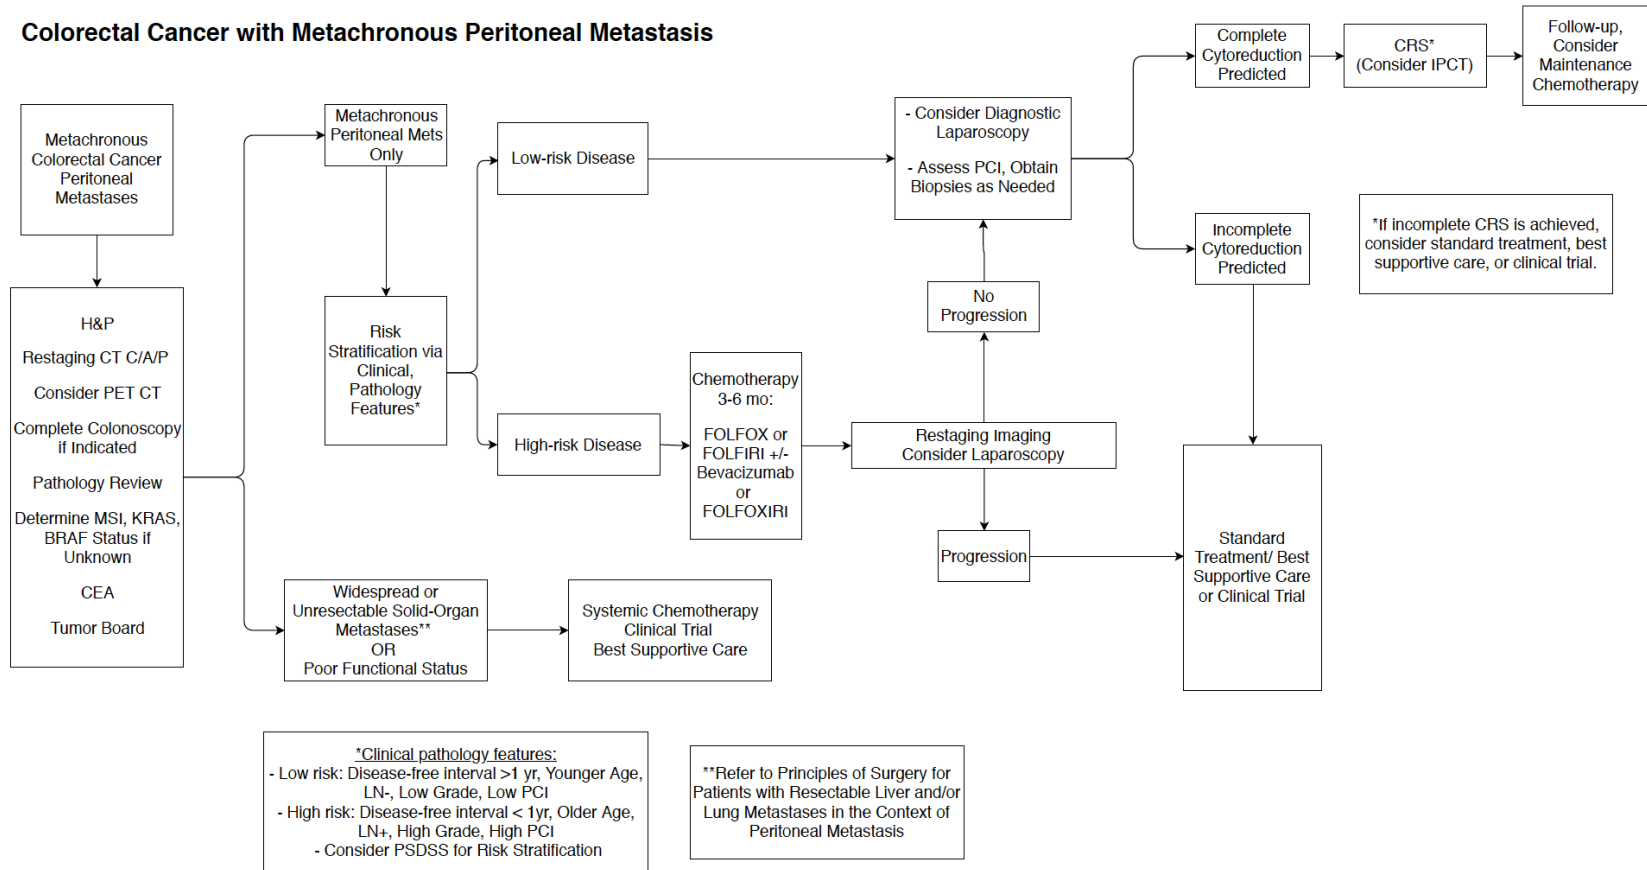 Colorectal Cancer with Metachronous Peritoneal Metastasis
Metachronous
Colorectal Cancer
Peritoneal
Metastases
H&P
Restaging CT C/A/P
Consider PET CT
Complete Colonoscopy
if Indicated
Pathology Review
Determine MSI, KRAS,
BRAF Status if
Unknown
CEA
Tumor Board
Metachronous
Peritoneal Mets
Only
Risk
Stratification via
Clinical,
Pathology
Features*
Widespread or
Unresectable Solid-Organ
Metastases**
OR
Poor Functional Status
Systemic Chemotherapy
Clinical Trial
Best Supportive Care
Low-risk Disease
High-risk Disease
Chemotherapy
3-6 mo:
FOLFOX or
FOLFIRI +/-
Bevacizumab
or
FOLFOXIRI
Restaging Imaging
Consider Laparoscopy
No
Progression
Progression
- Consider Diagnostic
Laparoscopy
- Assess PCI, Obtain
Biopsies as Needed
Complete
Cytoreduction
Predicted
CRS*
(Consider IPCT)
Follow-up,
Consider
Maintenance
Chemotherapy
Incomplete
Cytoreduction
Predicted
*If incomplete CRS is achieved,
consider standard treatment, best
supportive care, or clinical trial.
Standard
Treatment/ Best
Supportive Care
or Clinical Trial
*Clinical pathology features:
- Low risk: Disease-free interval >1 yr, Younger Age,
LN-, Low Grade, Low PCI
- High risk: Disease-free interval < 1yr, Older Age,
LN+, High Grade, High PCI
- Consider PSDSS for Risk Stratification
**Refer to Principles of Surgery for
Patients with Resectable Liver and/or
Lung Metastases in the Context of
Peritoneal Metastasis